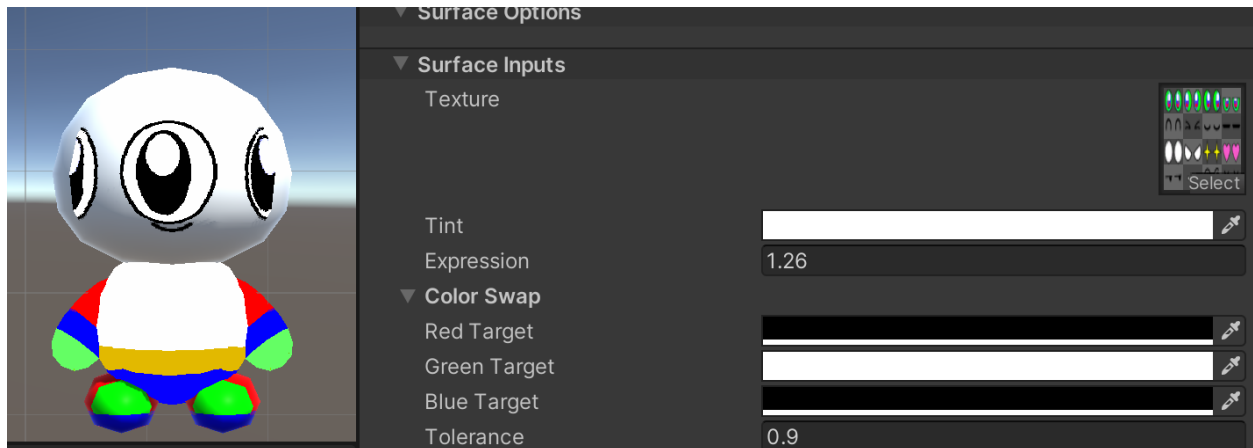 Surface Options
Surface Inputs
Texture
Select
Tint
Expression 1.26
Color Swap
Red Target
Green Target
Blue Target
Tolerance 0.9